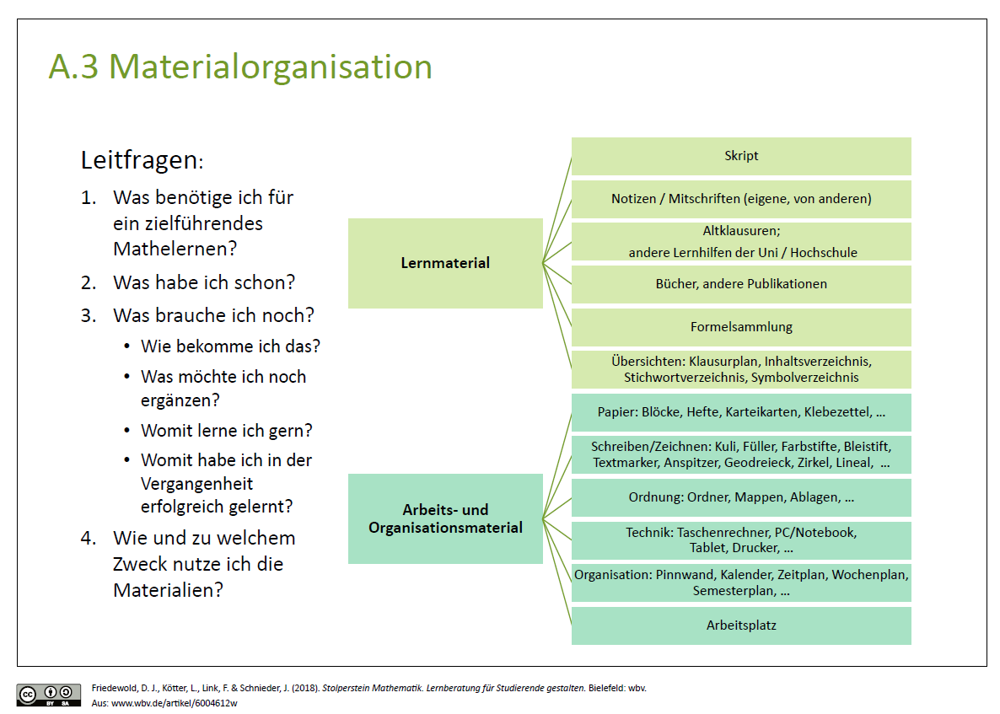 A.3 Materialorganisation
Leitfragen:
1. Was benötige ich für
ein zielführendes
Mathelernen?
2. Was habe ich schon?
3. Was brauche ich noch?
• Wie bekomme ich das?
• Was möchte ich noch
ergänzen?
• Womit lerne ich gern?
• Womit habe ich in der
Vergangenheit
erfolgreich gelernt?
4. Wie und zu welchem
Zweck nutze ich die
Materialien?
Lernmaterial
Skript
Notizen / Mitschriften (eigene, von anderen)
Altklausuren;
andere Lernhilfen der Uni / Hochschule
Bücher, andere Publikationen
Formelsammlung
Übersichten: Klausurplan, Inhaltsverzeichnis,
Stichwortverzeichnis, Symbolverzeichnis
Arbeits- und
Organisationsmaterial
Papier: Blöcke, Hefte, Karteikarten, Klebezettel, …
Schreiben/Zeichnen: Kuli, Füller, Farbstifte, Bleistift,
Textmarker, Anspitzer, Geodreieck, Zirkel, Lineal, …
Ordnung: Ordner, Mappen, Ablagen, …
Technik: Taschenrechner, PC/Notebook,
Tablet, Drucker, …
Organisation: Pinnwand, Kalender, Zeitplan, Wochenplan,
Semesterplan, …
Arbeitsplatz
cc BY SA
Friedewold, D. J., Kötter, L., Link, F. & Schnieder, J. (2018). Stolperstein Mathematik. Lernberatung für Studierende gestalten. Bielefeld: wbv.
Aus: www.wbv.de/artikel/6004612w